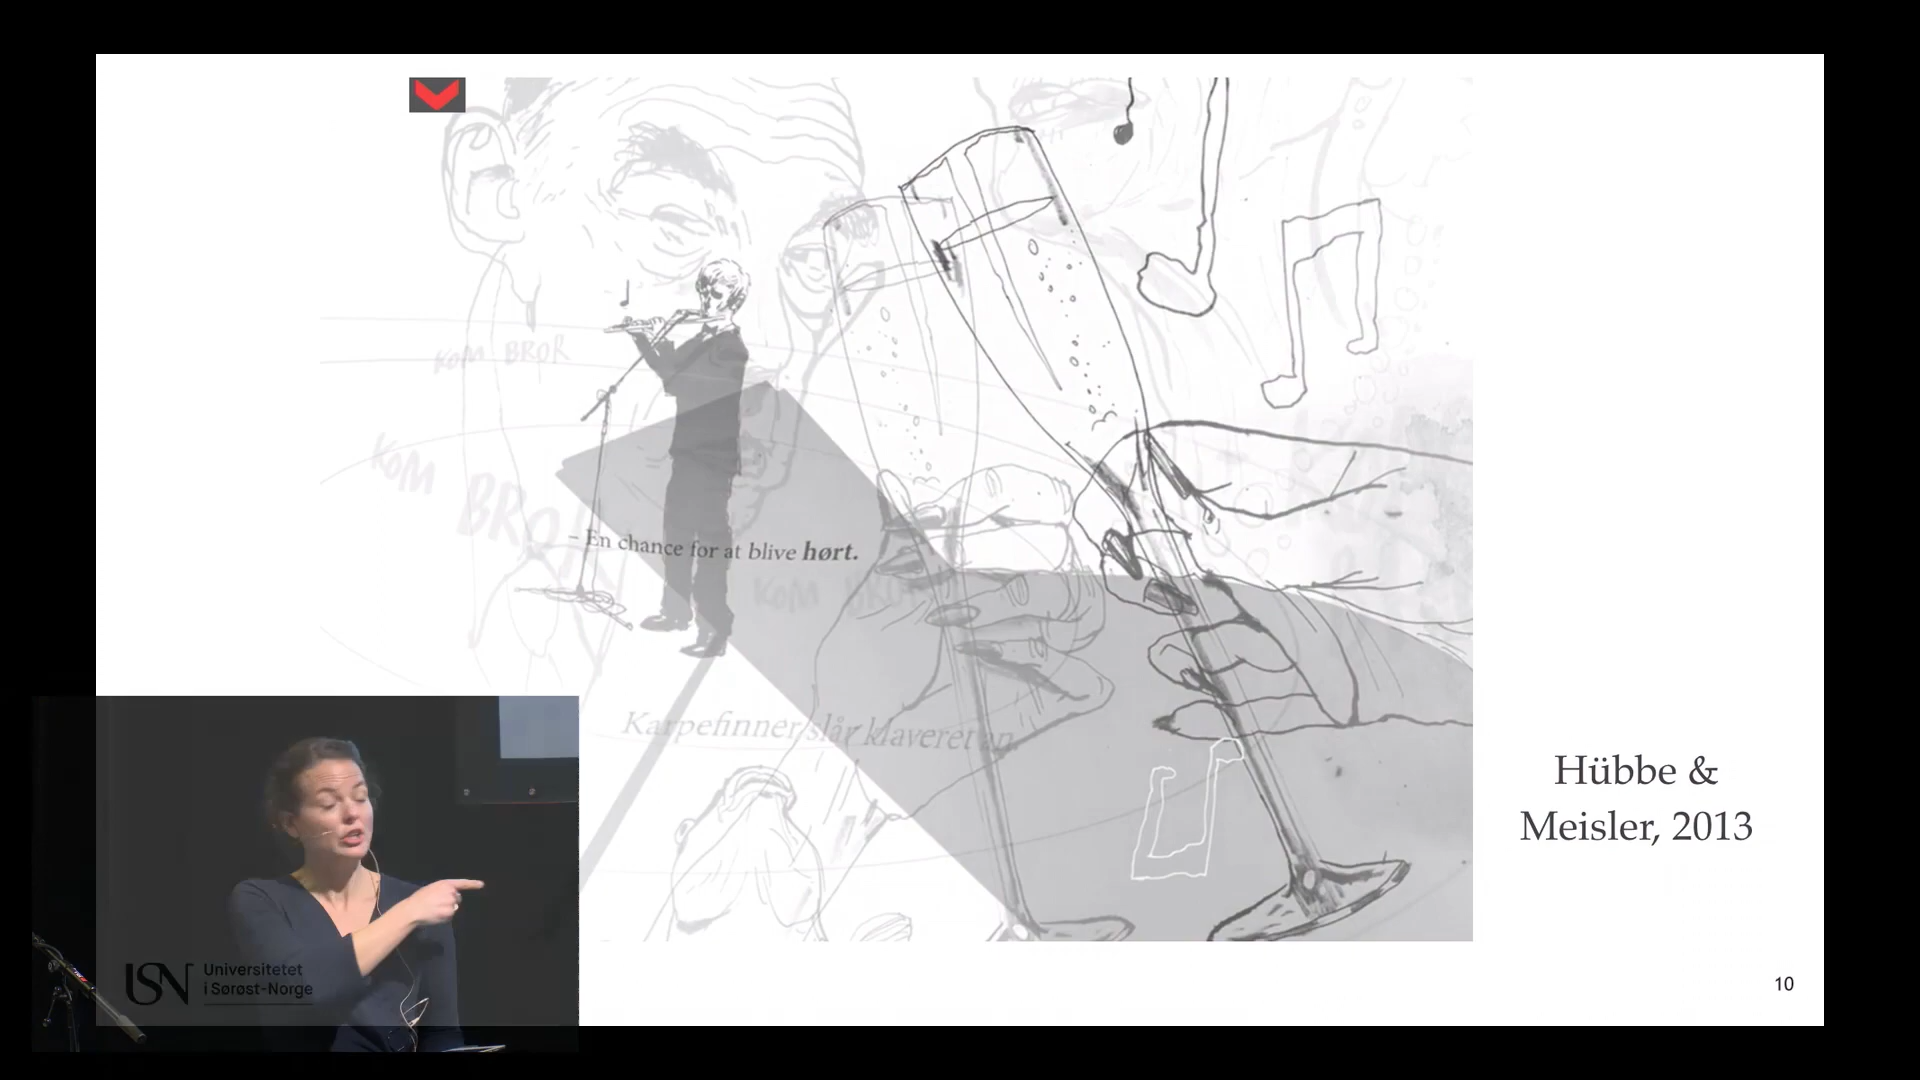 KOM BROR
KOM BROR
– En chance for at blive hørt.
KOM BROR
Karpefinner slår klaveret an.
Hübbe &
Meisler, 2013
10
USN Universitetet
i Sørøst-Norge